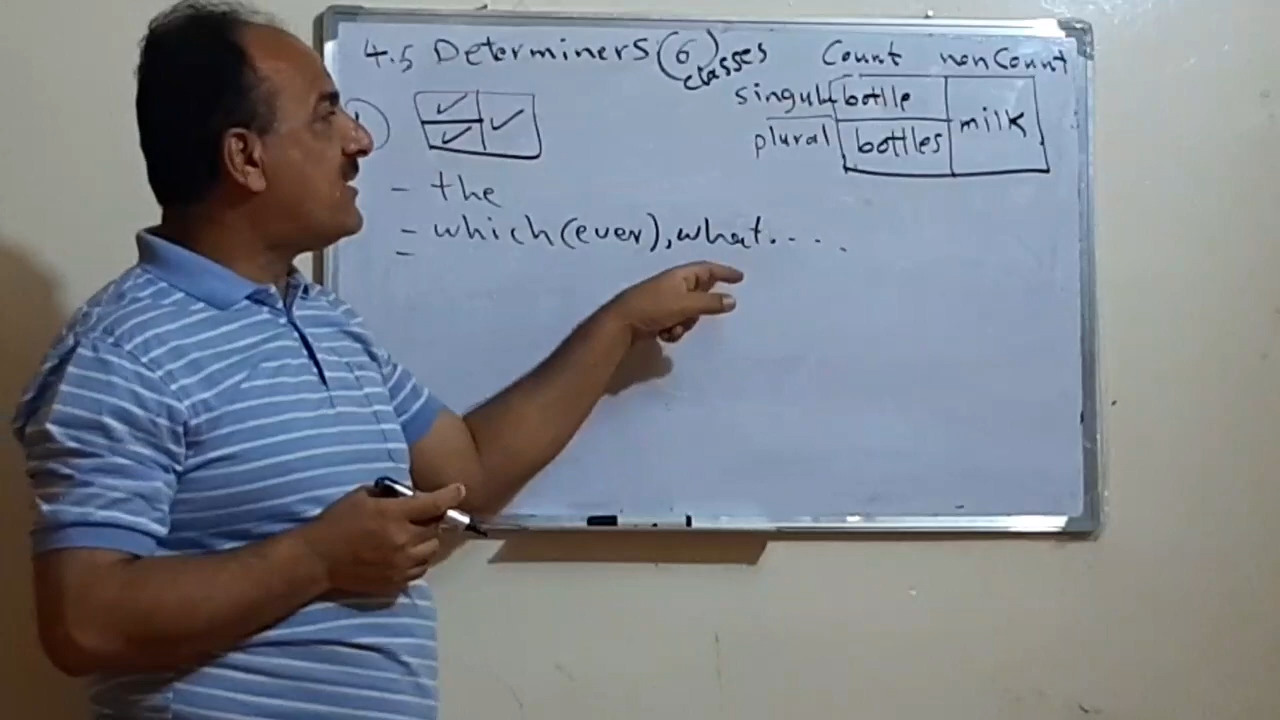 4.5 Determiners (6) classes
Count nonCount
singul bottle
plural bottles milk
- the
- which(ever), what....
-